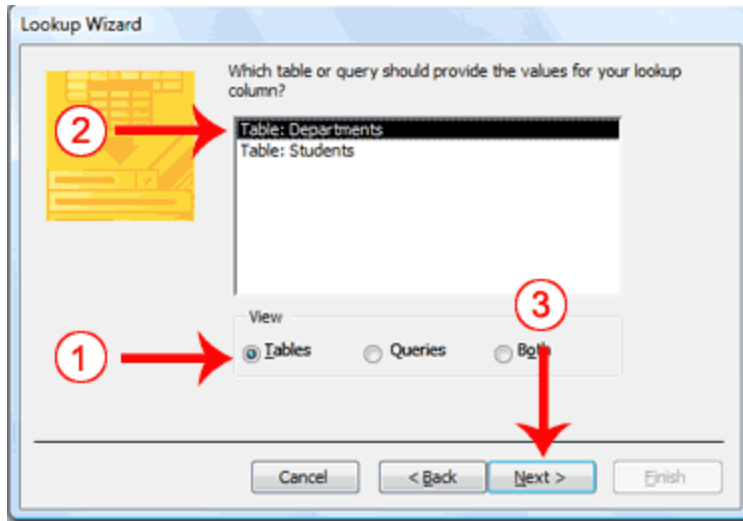 Lookup Wizard
Which table or query should provide the values for your lookup
column?
2
Table: Departments
Table: Students
3
View
1
Tables
Queries
Both
Cancel
< Back
Next >
Finish